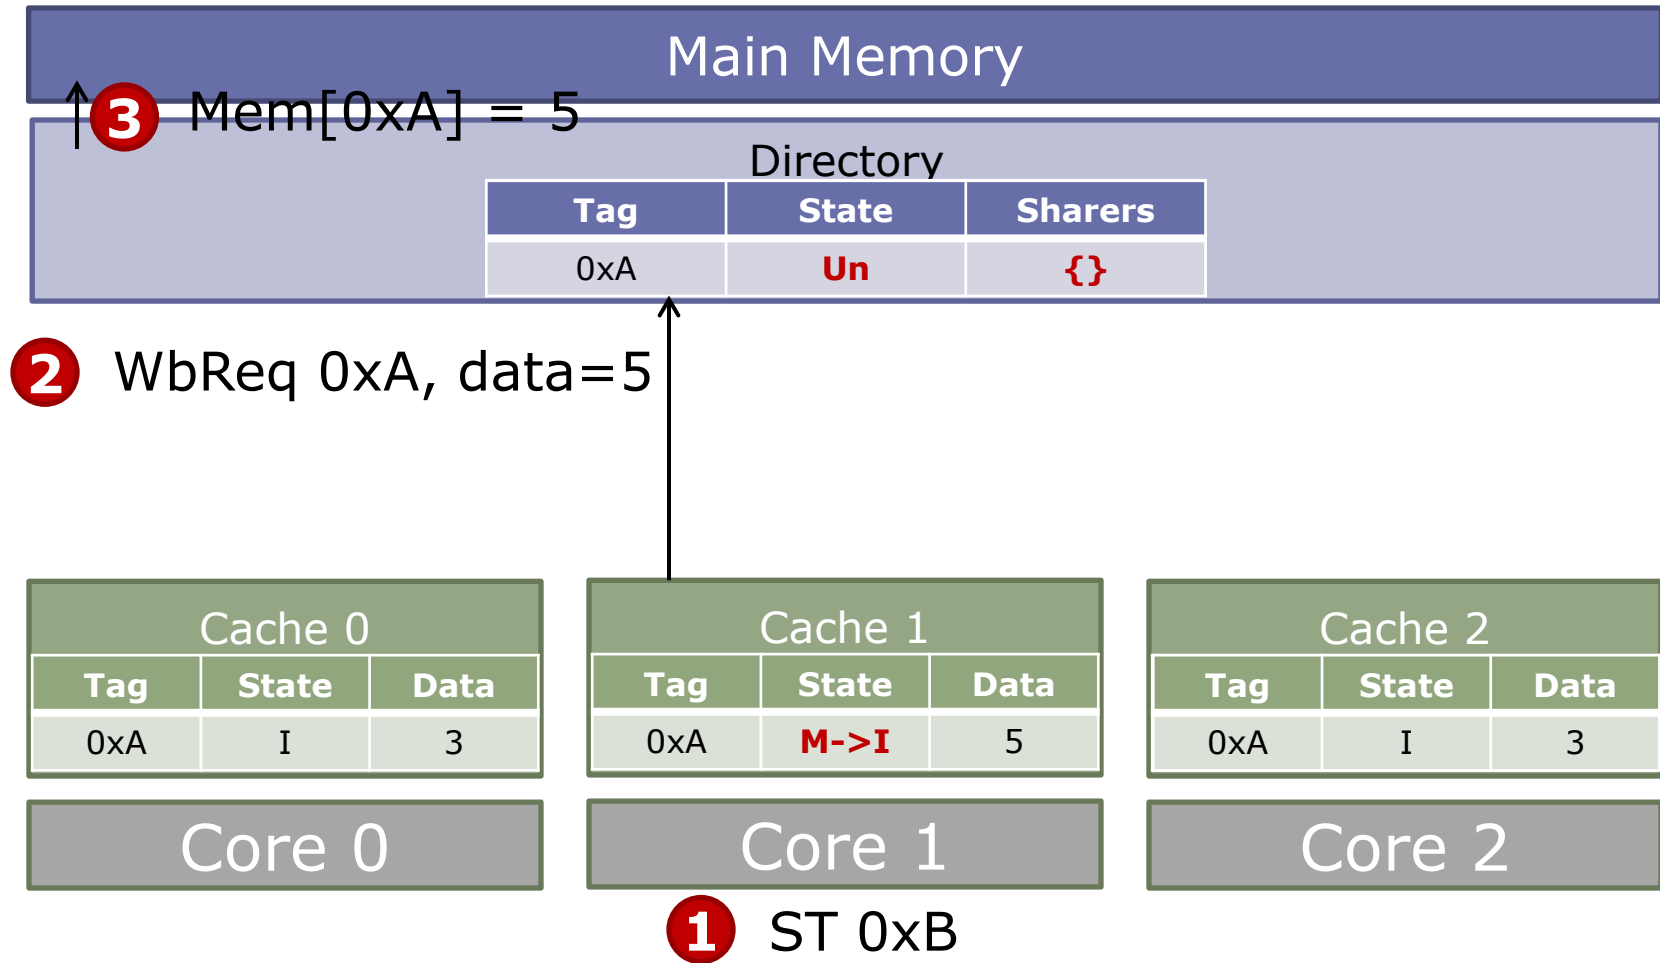 Main Memory
3 Mem[0xA] = 5
Directory
Tag State Sharers
0xA Un {}
2 WbReq 0xA, data=5
Cache 0
Tag State Data
0xA I 3
Cache 1
Tag State Data
0xA M->I 5
Cache 2
Tag State Data
0xA I 3
Core 0
Core 1
Core 2
1 ST 0xB